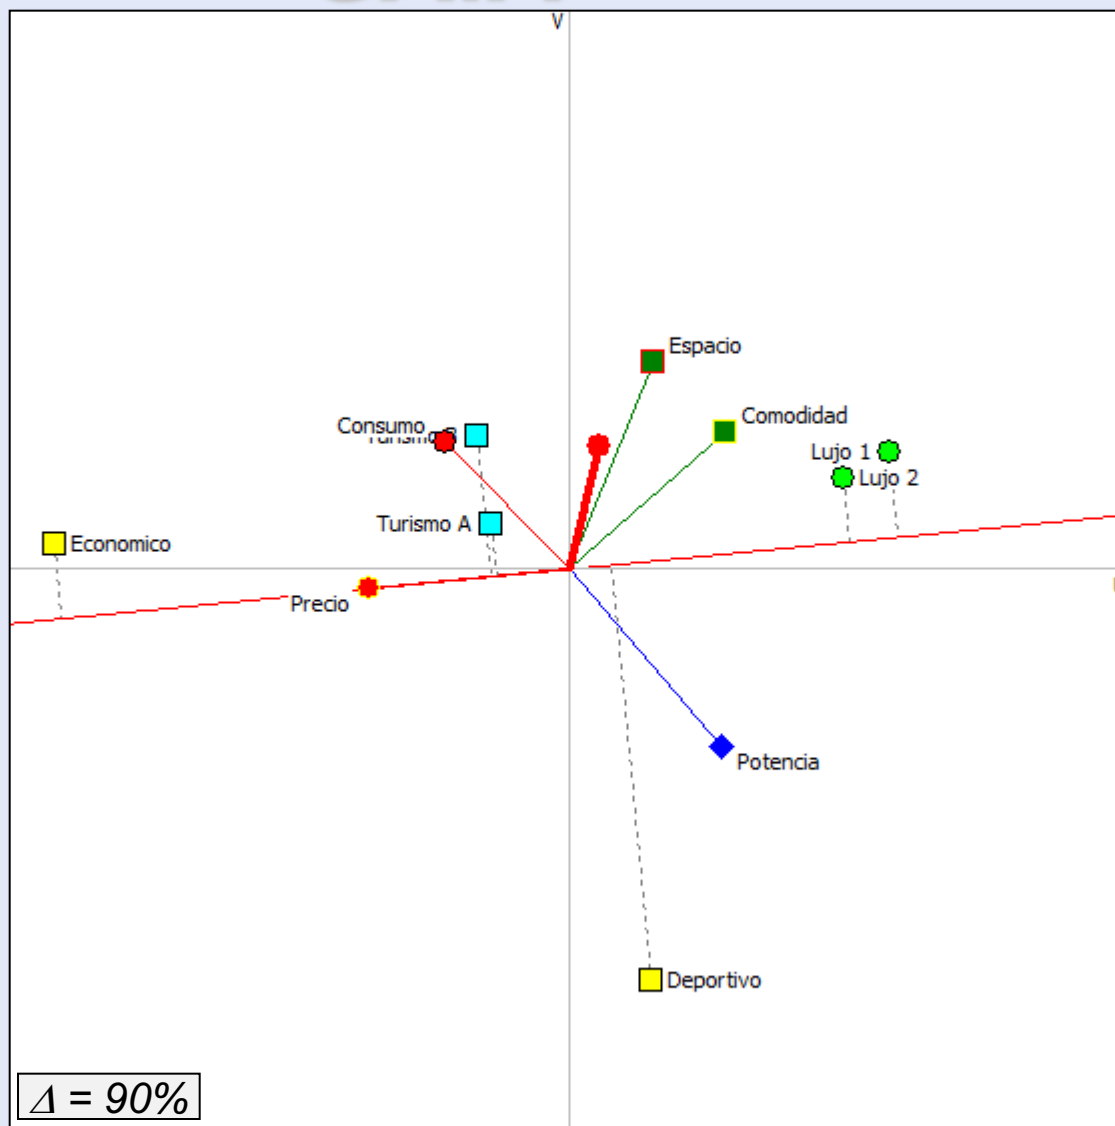 V
Espacio
Comodidad
Consumo
Lujo 1
Lujo 2
Turismo A
Economico
Precio
Potencia
Deportivo
Δ = 90%